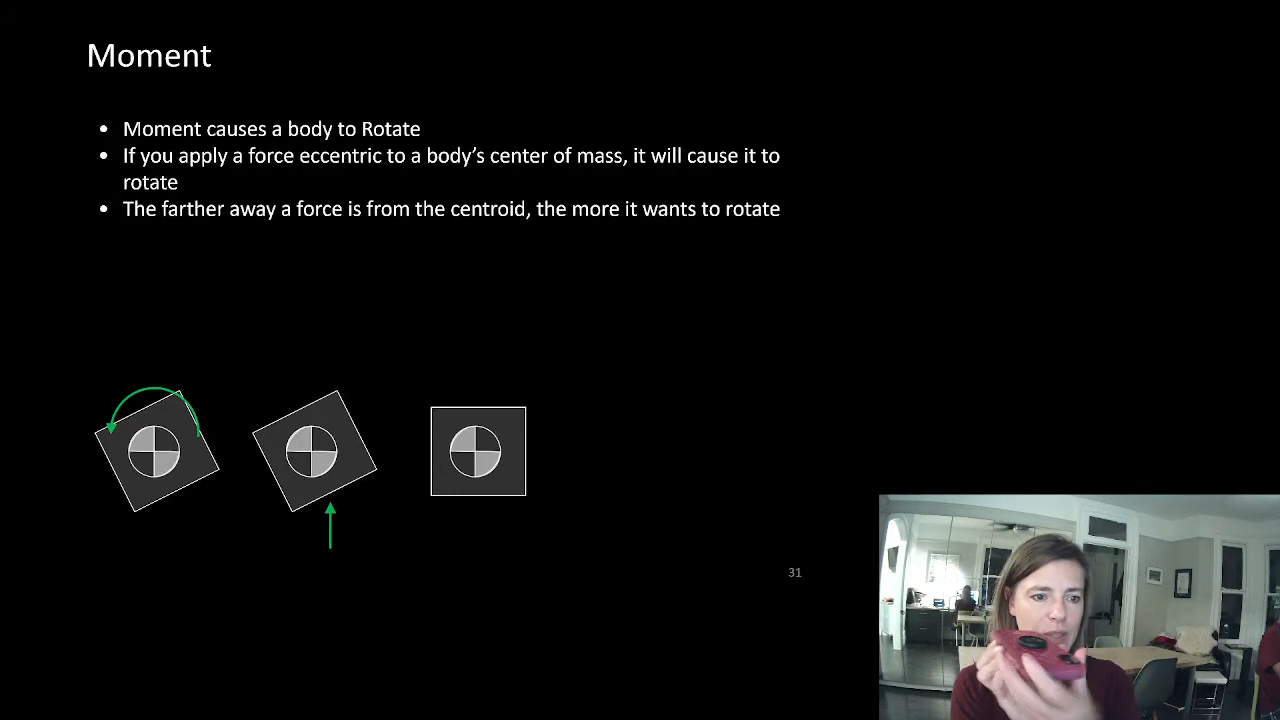 Moment
• Moment causes a body to Rotate
• If you apply a force eccentric to a body's center of mass, it will cause it to
rotate
• The farther away a force is from the centroid, the more it wants to rotate
31